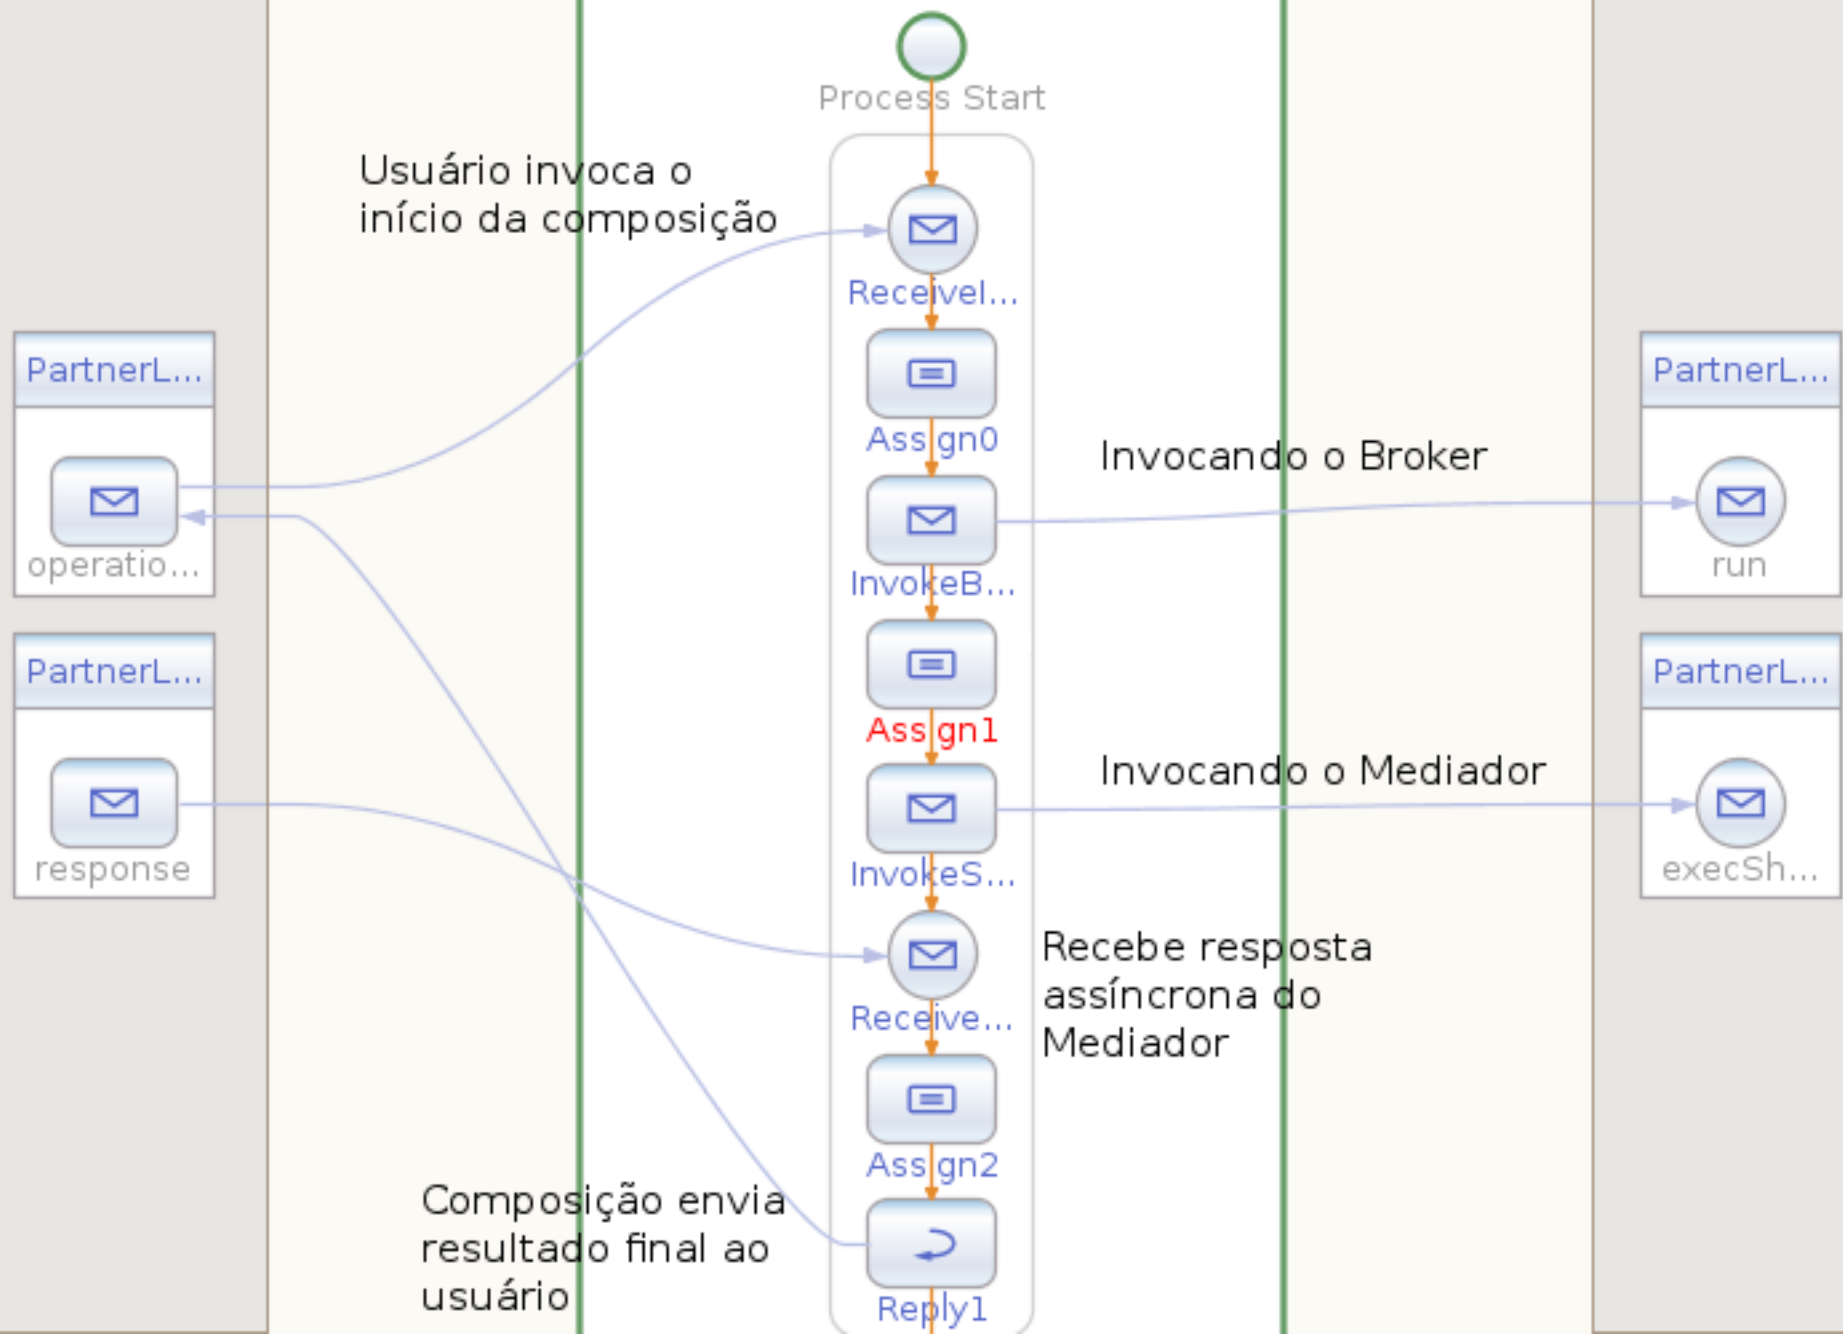 Process Start
Usuário invoca o
início da composição
ReceiveI...
PartnerL...
operatio...
PartnerL...
response
Assign0
Invocando o Broker
InvokeB...
PartnerL...
run
Assign1
Invocando o Mediador
InvokeS...
PartnerL...
execSh...
Recebe resposta
assíncrona do
Mediador
Receive...
Assign2
Composição envia
resultado final ao
usuário
Reply1